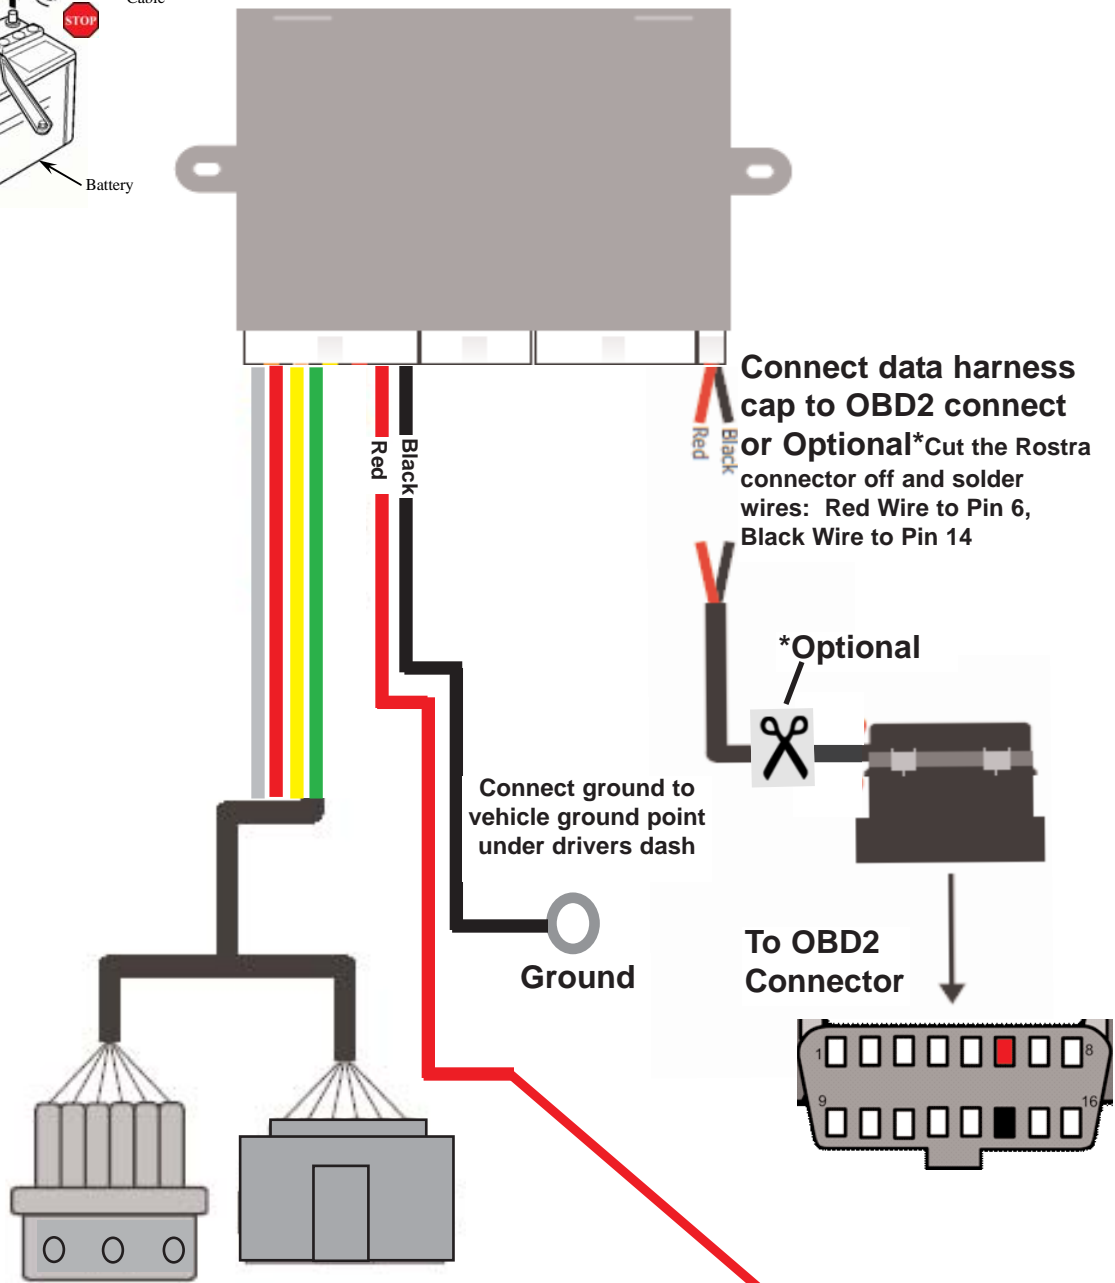 Cable
STOP
Battery
Red
Black
Red
Black
Connect data harness
cap to OBD2 connect
or Optional*Cut the Rostra
connector off and solder
wires: Red Wire to Pin 6,
Black Wire to Pin 14
*Optional
Connect ground to
vehicle ground point
under drivers dash
Ground
To OBD2
Connector
1
8
9
16